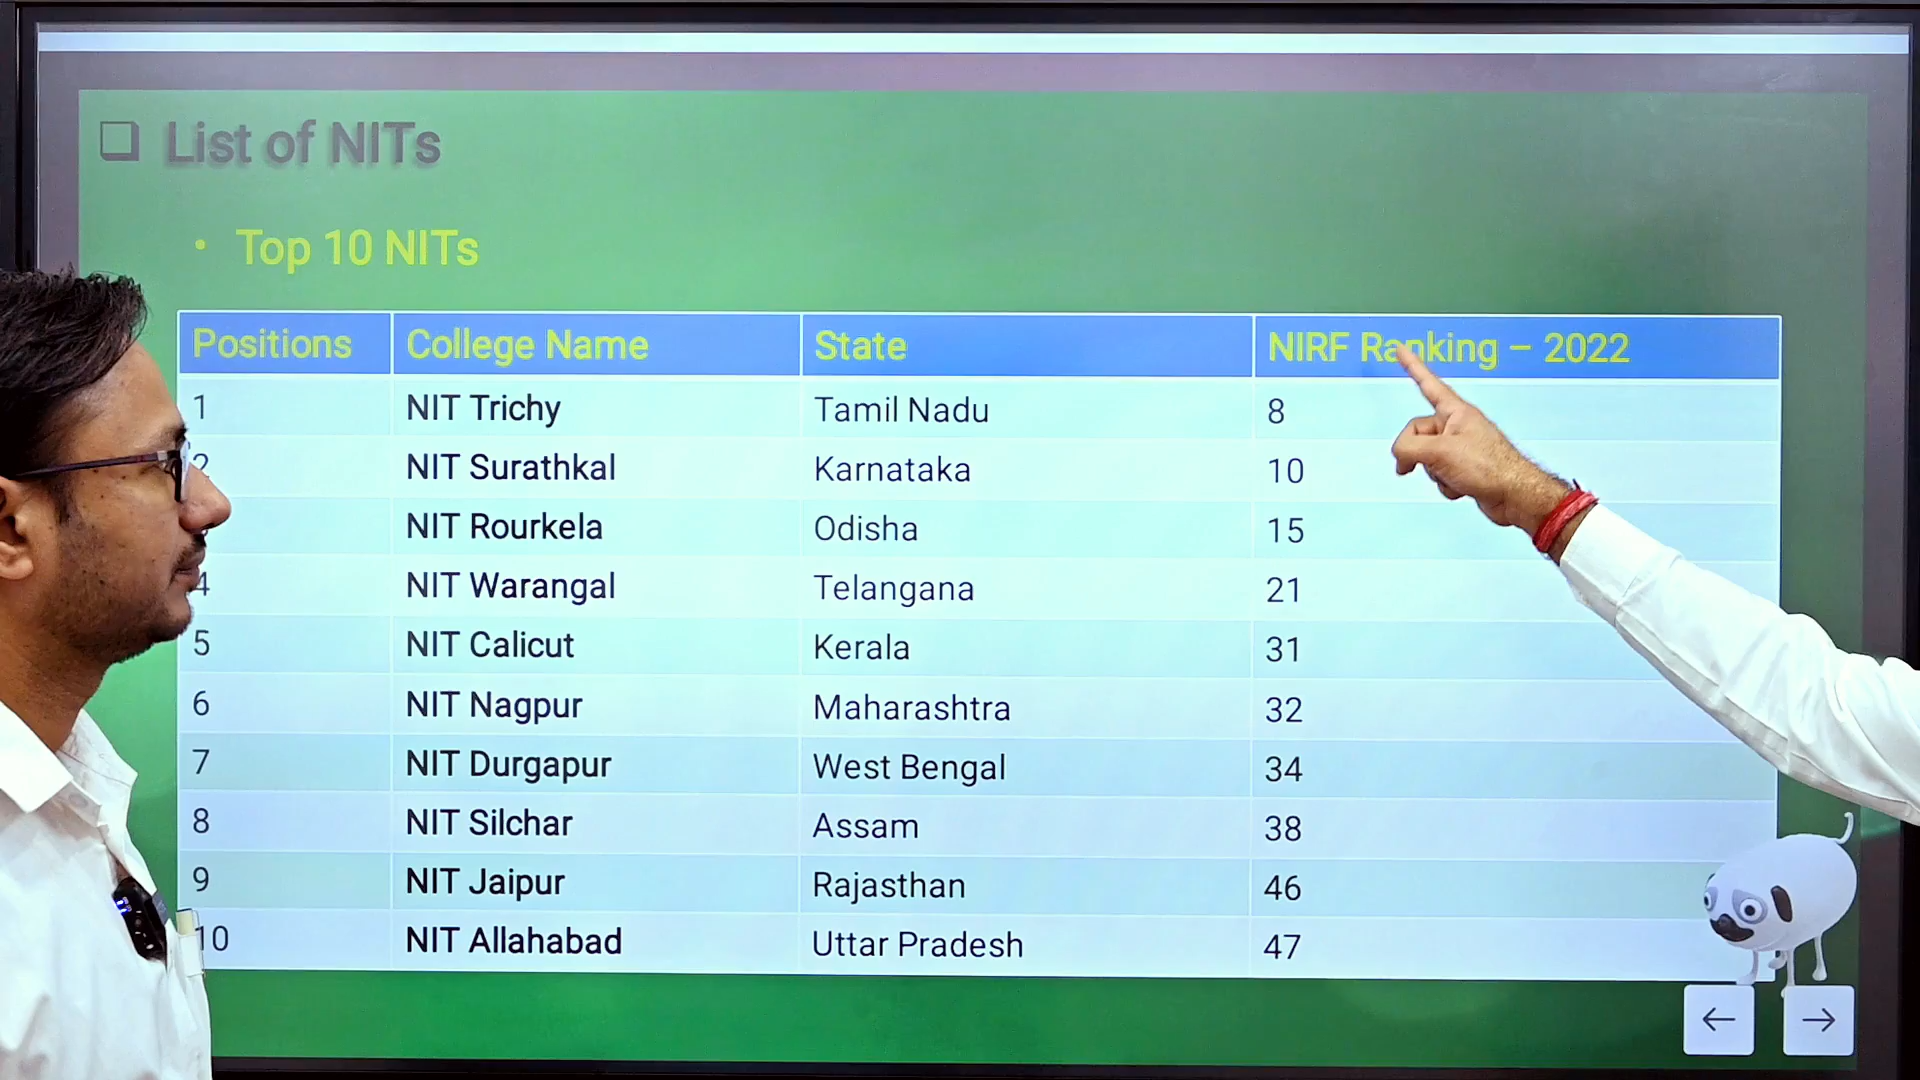 ❑ List of NITs
• Top 10 NITs
Positions College Name State NIRF Ranking – 2022
1 NIT Trichy Tamil Nadu 8
2 NIT Surathkal Karnataka 10
NIT Rourkela Odisha 15
4 NIT Warangal Telangana 21
5 NIT Calicut Kerala 31
6 NIT Nagpur Maharashtra 32
7 NIT Durgapur West Bengal 34
8 NIT Silchar Assam 38
9 NIT Jaipur Rajasthan 46
10 NIT Allahabad Uttar Pradesh 47